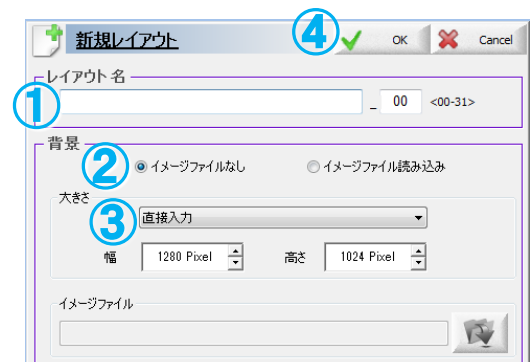 新規レイアウト ④ OK Cancel
レイアウト名
① _ 00 <00-31>
背景
② イメージファイルなし イメージファイル読み込み
大きさ
③ 直接入力
幅 1280 Pixel 高さ 1024 Pixel
イメージファイル